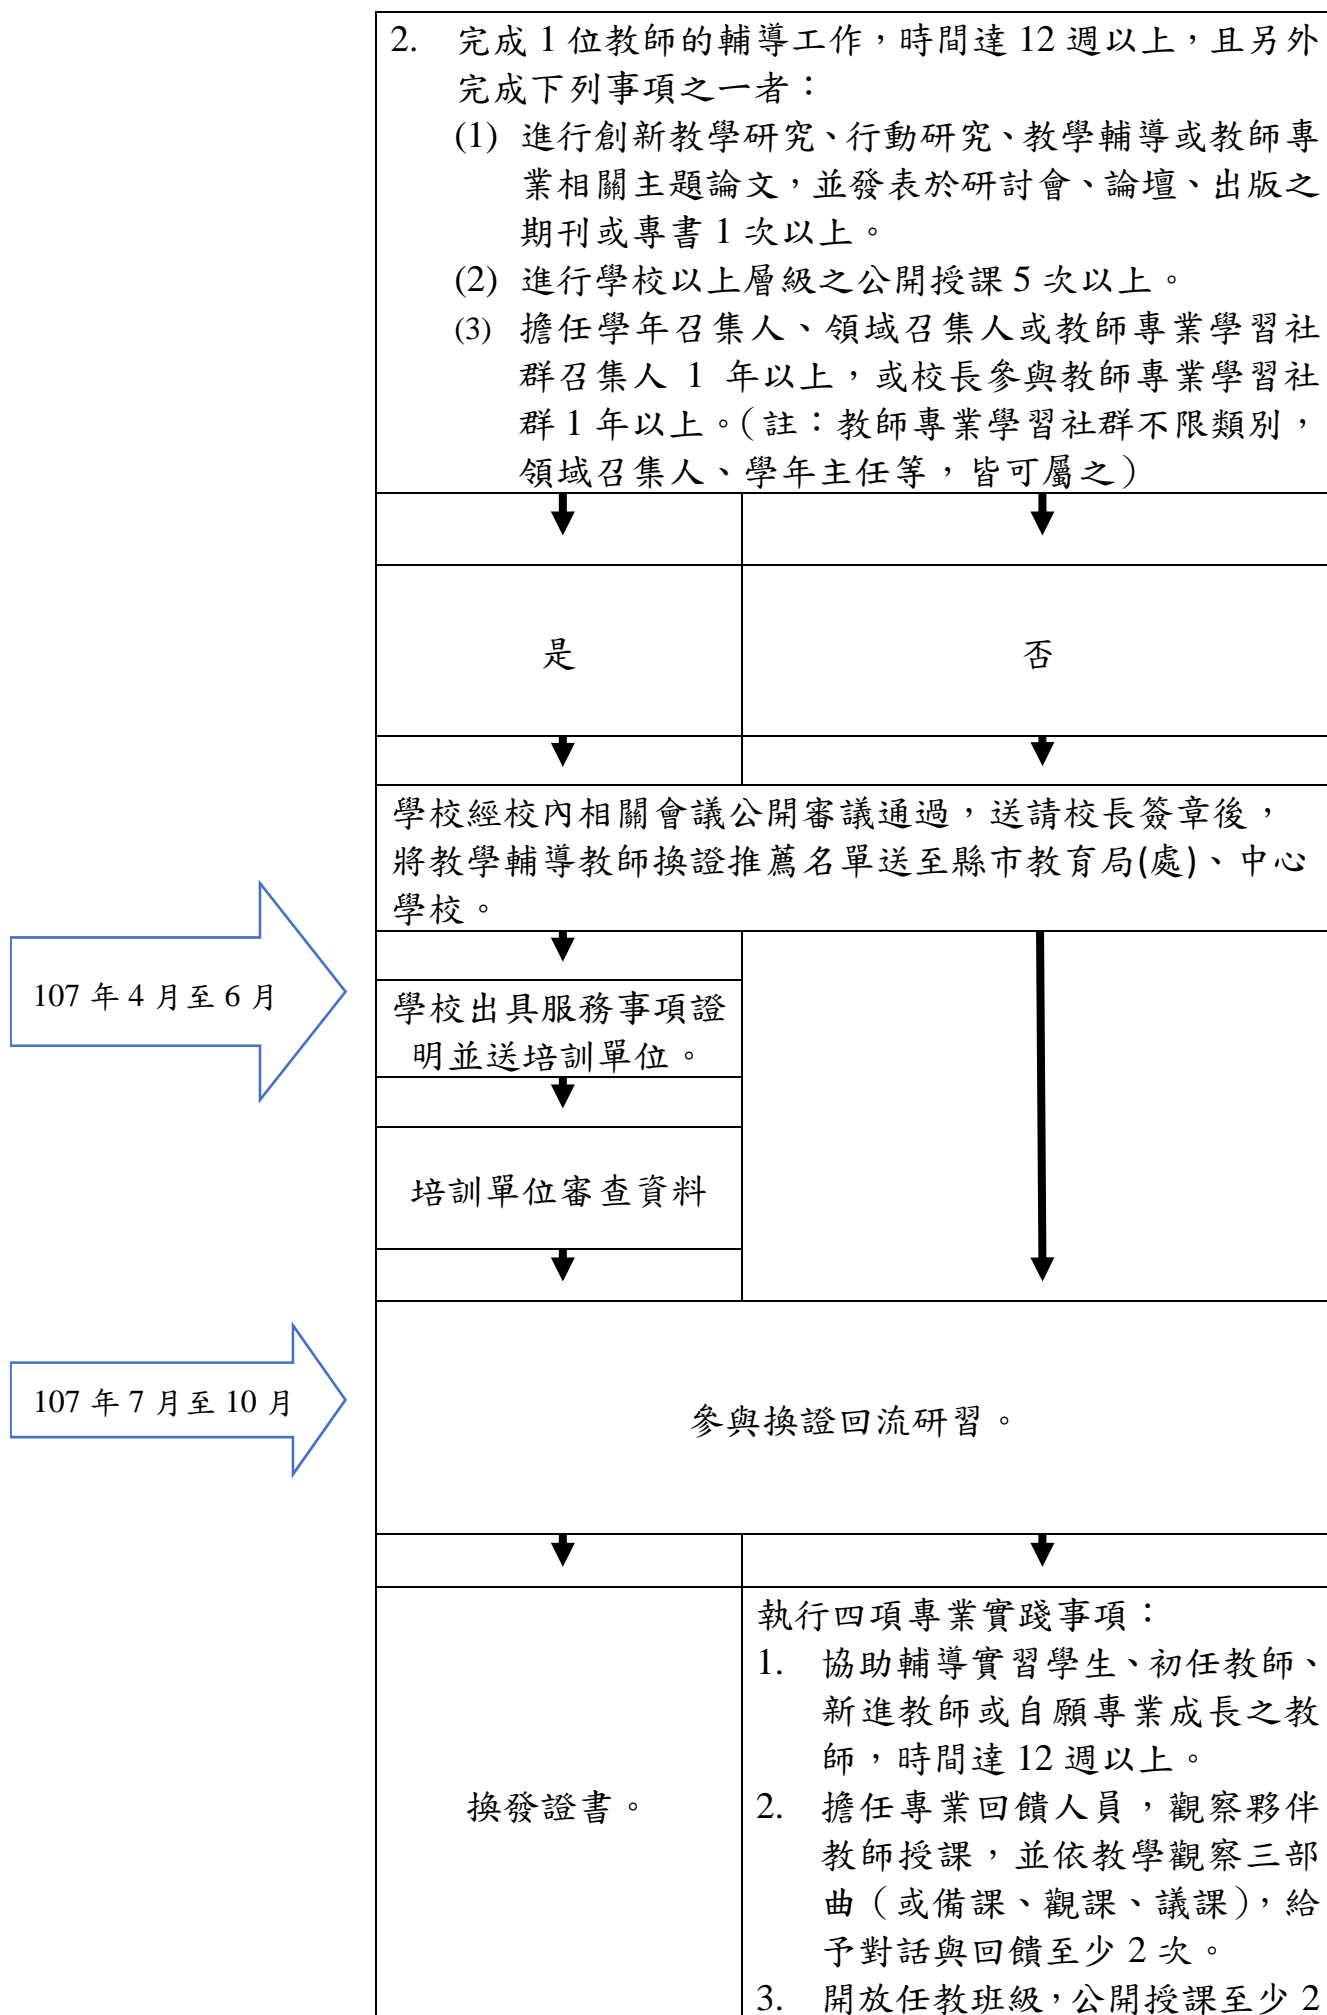 2. 完成 1 位教師的輔導工作，時間達 12 週以上，且另外
完成下列事項之一者：
(1) 進行創新教學研究、行動研究、教學輔導或教師專
業相關主題論文，並發表於研討會、論壇、出版之
期刊或專書 1 次以上。
(2) 進行學校以上層級之公開授課 5 次以上。
(3) 擔任學年召集人、領域召集人或教師專業學習社
群召集人 1 年以上，或校長參與教師專業學習社
群 1 年以上。（註：教師專業學習社群不限類別，
領域召集人、學年主任等，皆可屬之）
是
否
學校經校內相關會議公開審議通過，送請校長簽章後，
將教學輔導教師換證推薦名單送至縣市教育局(處)、中心
學校。
107 年 4 月至 6 月
學校出具服務事項證
明並送培訓單位。
培訓單位審查資料
107 年 7 月至 10 月
參與換證回流研習。
換發證書。
執行四項專業實踐事項：
1. 協助輔導實習學生、初任教師、
新進教師或自願專業成長之教
師，時間達 12 週以上。
2. 擔任專業回饋人員，觀察夥伴
教師授課，並依教學觀察三部
曲（或備課、觀課、議課），給
予對話與回饋至少 2 次。
3. 開放任教班級，公開授課至少 2